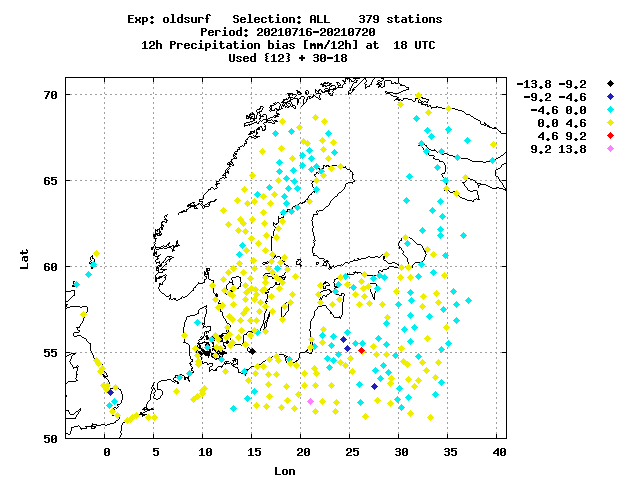 Exp: oldsurf   Selection: ALL    379 stations
Period: 20210716-20210720
12h Precipitation bias [mm/12h] at  18 UTC
Used {12} + 30-18
-13.8 -9.2
-9.2 -4.6
-4.6 0.0
0.0 4.6
4.6 9.2
9.2 13.8
70
65
60
55
50
Lat
0 5 10 15 20 25 30 35 40
Lon